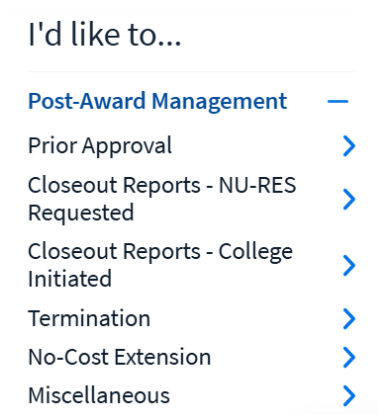 I'd like to...
Post-Award Management
Prior Approval
Closeout Reports - NU-RES
Requested
Closeout Reports - College
Initiated
Termination
No-Cost Extension
Miscellaneous